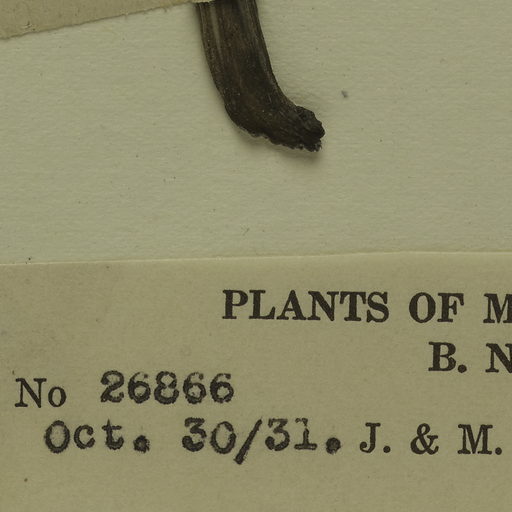 PLANTS OF M
B. N
No 26866
Oct. 30/31. J. & M.